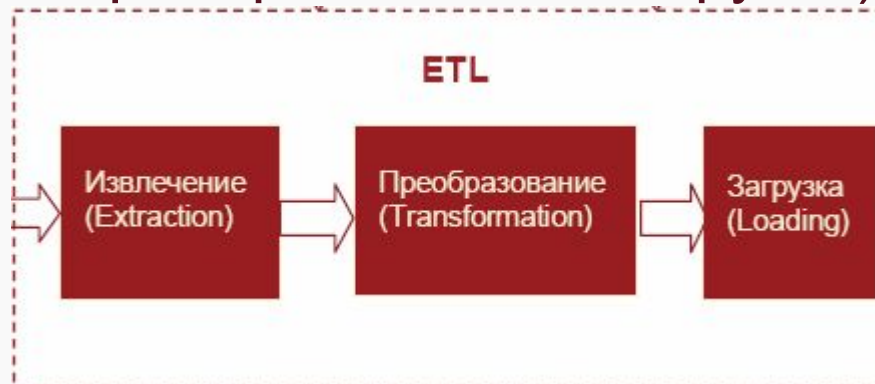 ETL
Извлечение
(Extraction)
Преобразование
(Transformation)
Загрузка
(Loading)